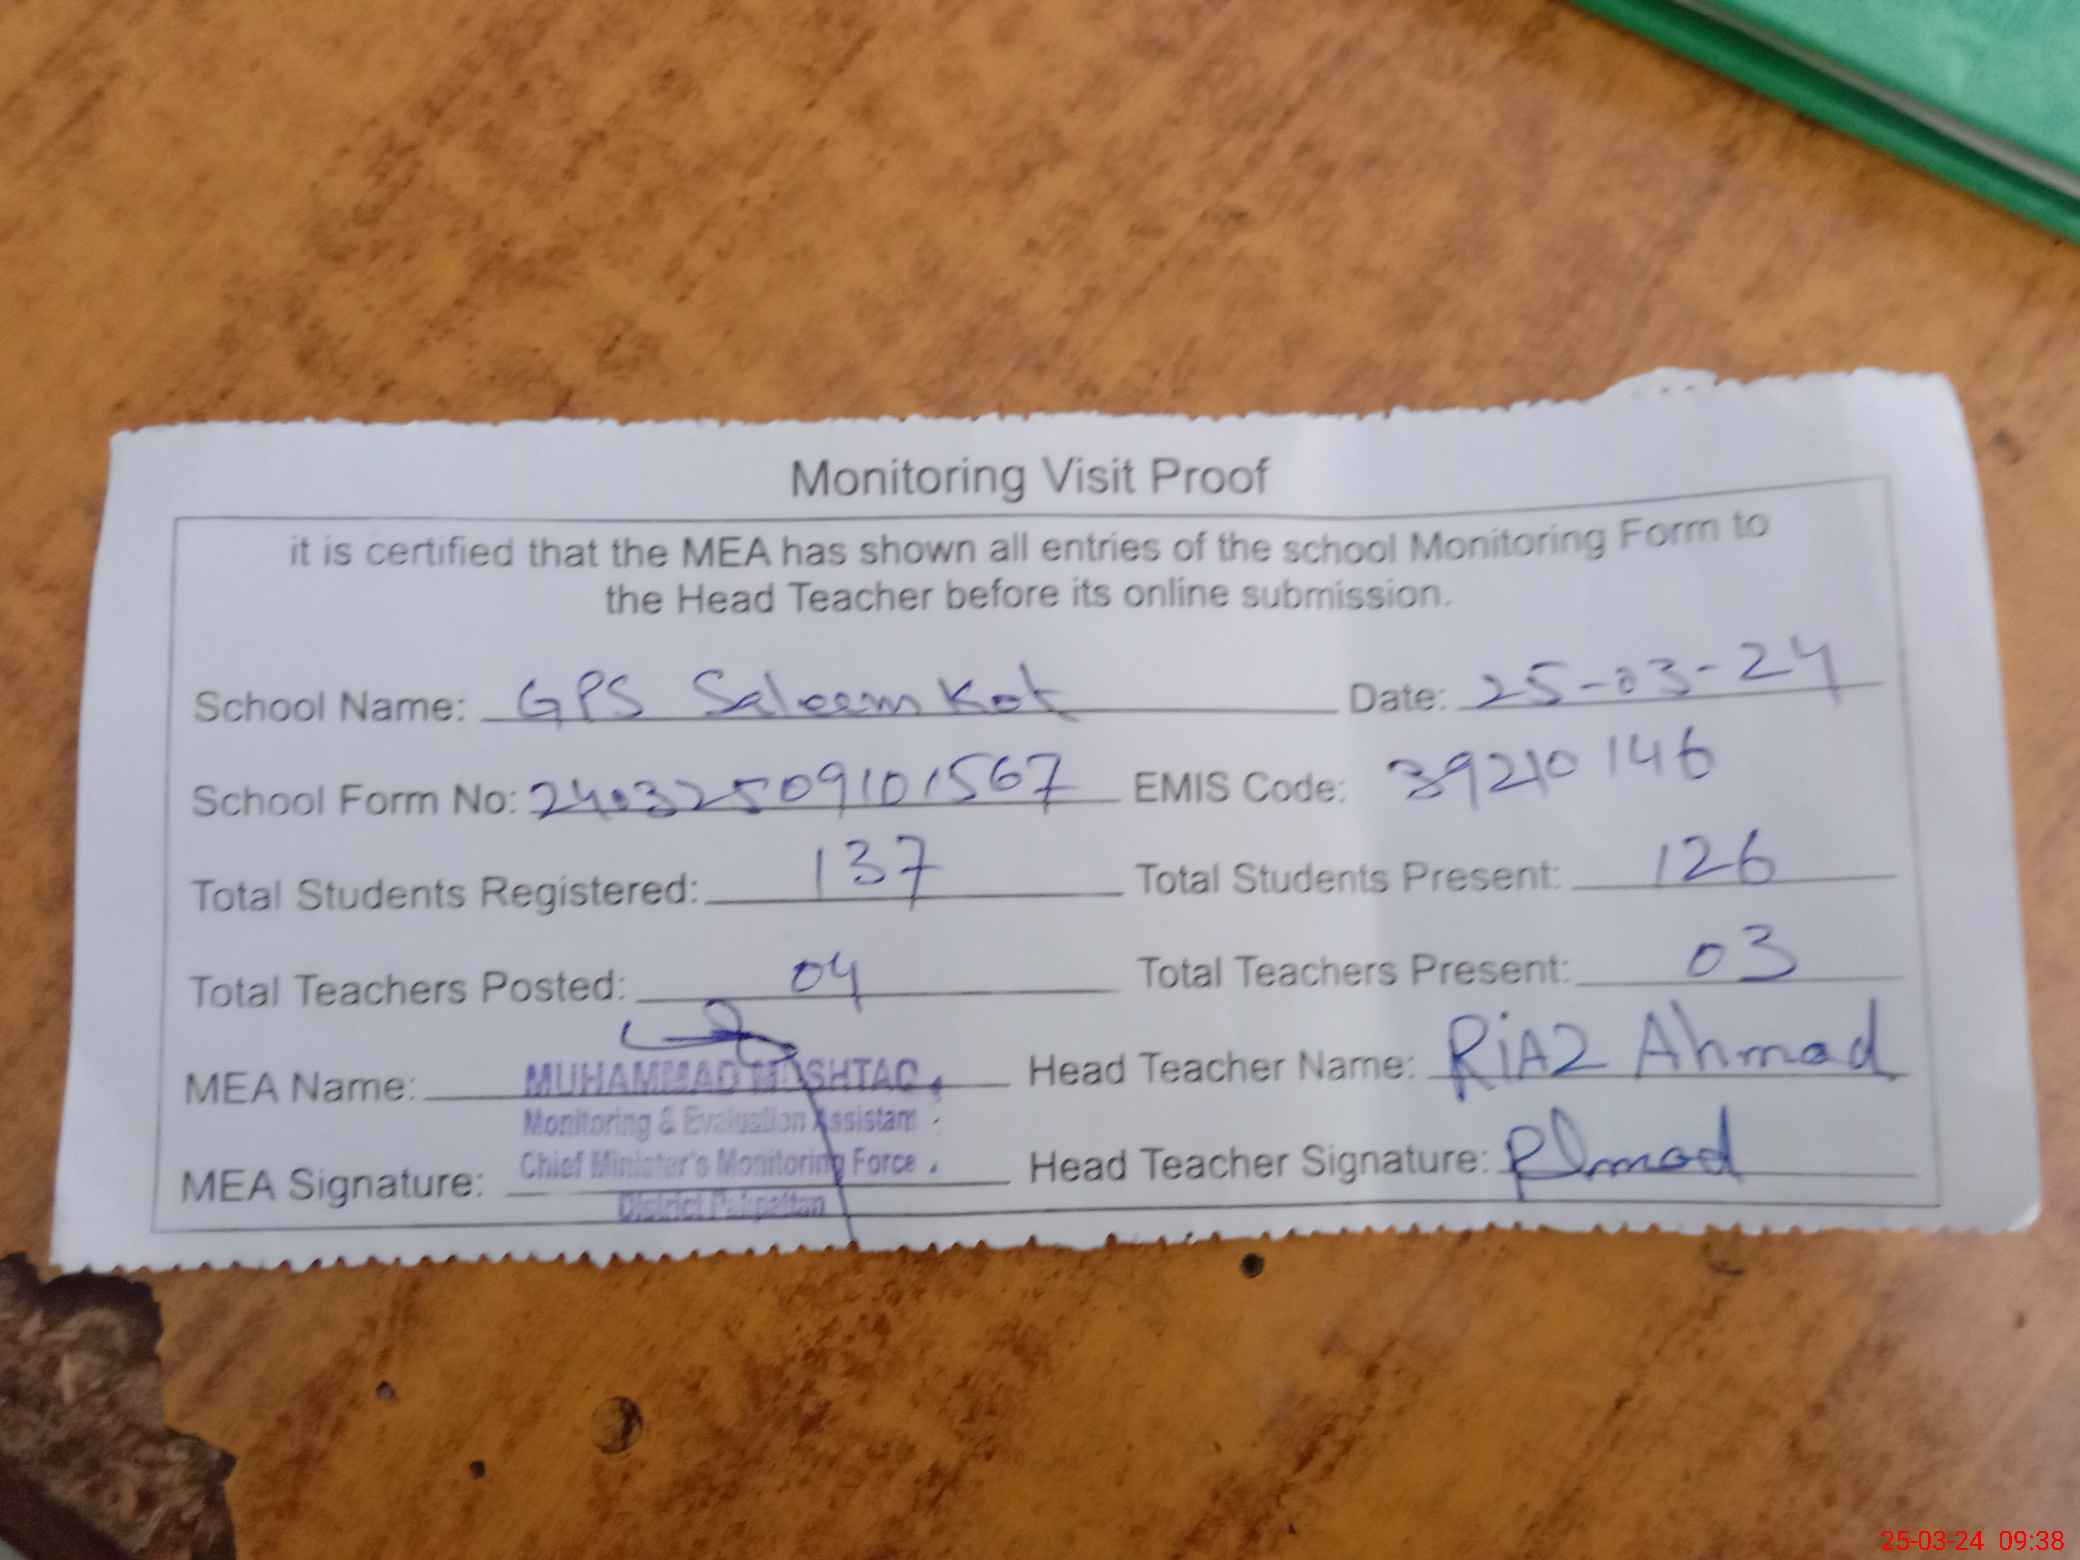 Monitoring Visit Proof
it is certified that the MEA has shown all entries of the school Monitoring Form to
the Head Teacher before its online submission.
School Name: GPS Saleem Kot Date: 25-03-24
School Form No: 24032509101567 EMIS Code: 39210146
Total Students Registered: 137 Total Students Present: 126
Total Teachers Posted: 04 Total Teachers Present: 03
MEA Name: MUHAMMAD MUSHTAQ Head Teacher Name: RiAZ Ahmad
Monitoring & Evaluation Assistant
Chief Minister's Monitoring Force
MEA Signature: Head Teacher Signature:
District Pakpattan
25-03-24 09:38